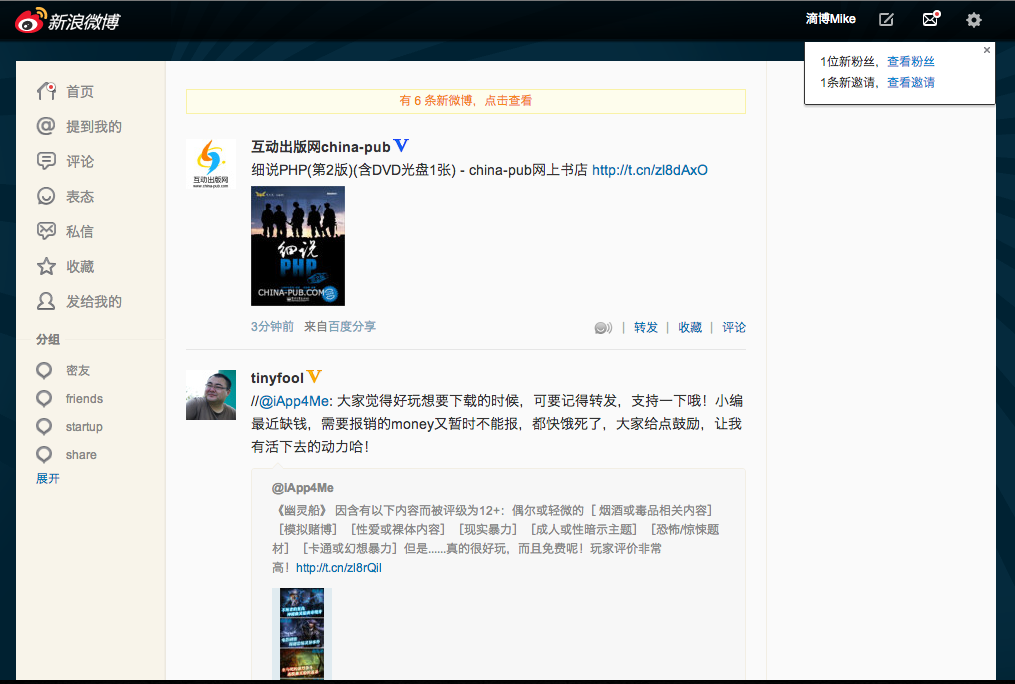 新浪微博
滴博Mike
1位新粉丝，查看粉丝
1条新邀请，查看邀请
首页
提到我的
评论
表态
私信
收藏
发给我的
分组
密友
friends
startup
share
展开
有 6 条新微博，点击查看
互动出版网
www.china-pub.com
互动出版网china-pub
细说PHP(第2版)(含DVD光盘1张) - china-pub网上书店 http://t.cn/zl8dAxO
细说
PHP
CHINA-PUB.COM
3分钟前 来自百度分享
转发 | 收藏 | 评论
tinyfool
//@iApp4Me: 大家觉得好玩想要下载的时候，可要记得转发，支持一下哦！小编
最近缺钱，需要报销的money又暂时不能报，都快饿死了，大家给点鼓励，让我
有活下去的动力哈！
@iApp4Me
《幽灵船》 因含有以下内容而被评级为12+：偶尔或轻微的［ 烟酒或毒品相关内容］
［模拟赌博］［性爱或裸体内容］［现实暴力］［成人或性暗示主题］［恐怖/惊悚题
材］［卡通或幻想暴力］但是......真的很好玩，而且免费呢！玩家评价非常
高！http://t.cn/zl8rQil